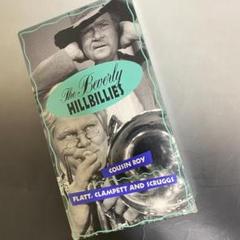 The Beverly
HILLBILLIES
COUSIN ROY
FLATT, CLAMPETT AND SCRUGGS